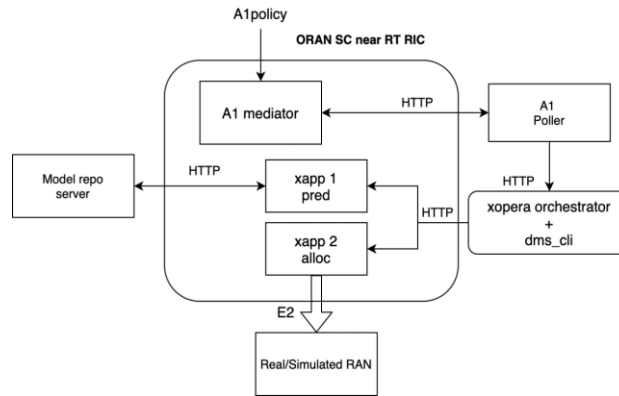 A1policy
ORAN SC near RT RIC
A1 mediator
HTTP
A1
Poller
Model repo
server
HTTP
xapp 1
pred
HTTP
HTTP
xopera orchestrator
+
dms_cli
xapp 2
alloc
E2
Real/Simulated RAN